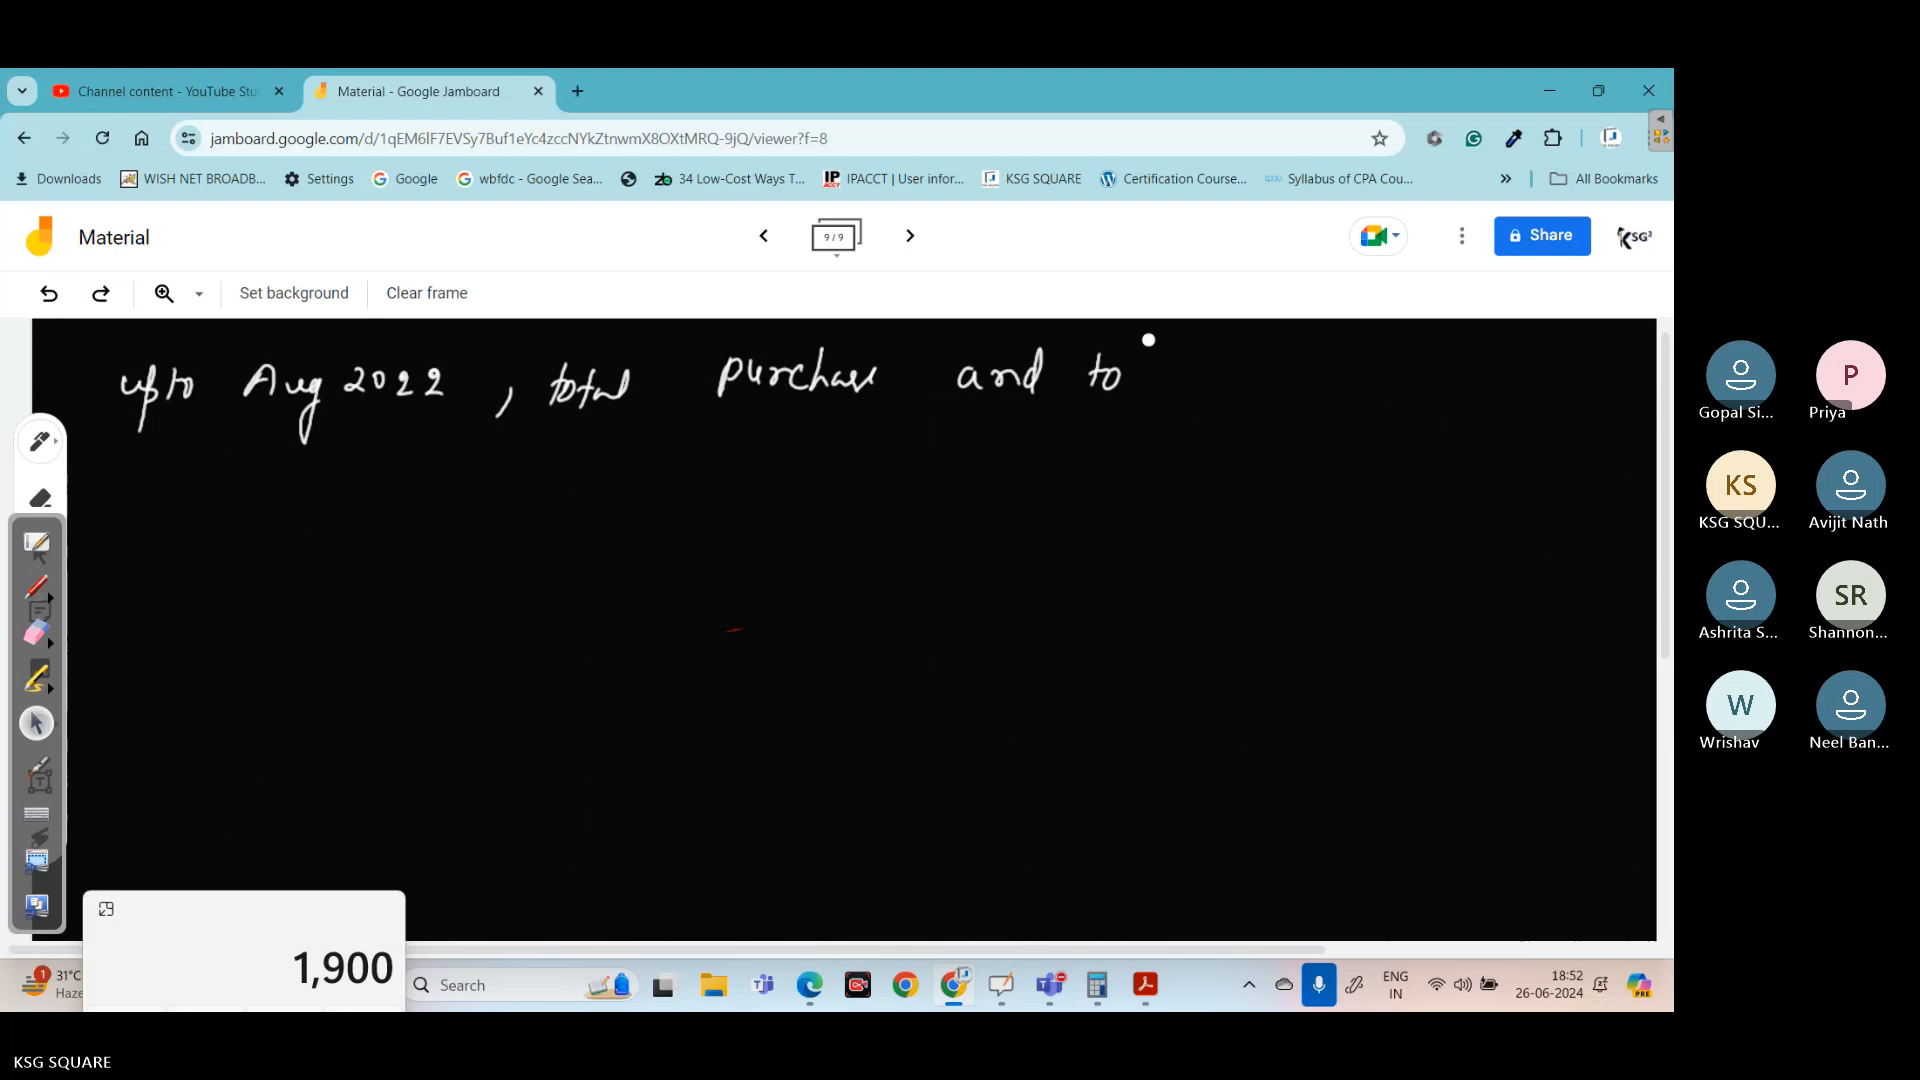 Channel content - YouTube Stu
Material - Google Jamboard
jamboard.google.com/d/1qEM6lF7EVSy7Buf1eYc4zccNYkZtnwmX8OXtMRQ-9jQ/viewer?f=8
Downloads WISH NET BROADB... Settings Google wbfdc - Google Sea... 34 Low-Cost Ways T... IPACCT | User infor... KSG SQUARE Certification Course... Syllabus of CPA Cou... » All Bookmarks
Material 9 / 9 Share KSG²
Set background Clear frame
upto Aug 2022 , total purchase and to
Gopal Si... P Priya
KS KSG SQU... Avijit Nath
Ashrita S... SR Shannon...
W Wrishav Neel Ban...
1,900
1 31°C Haze Search ENG IN 18:52 26-06-2024
KSG SQUARE